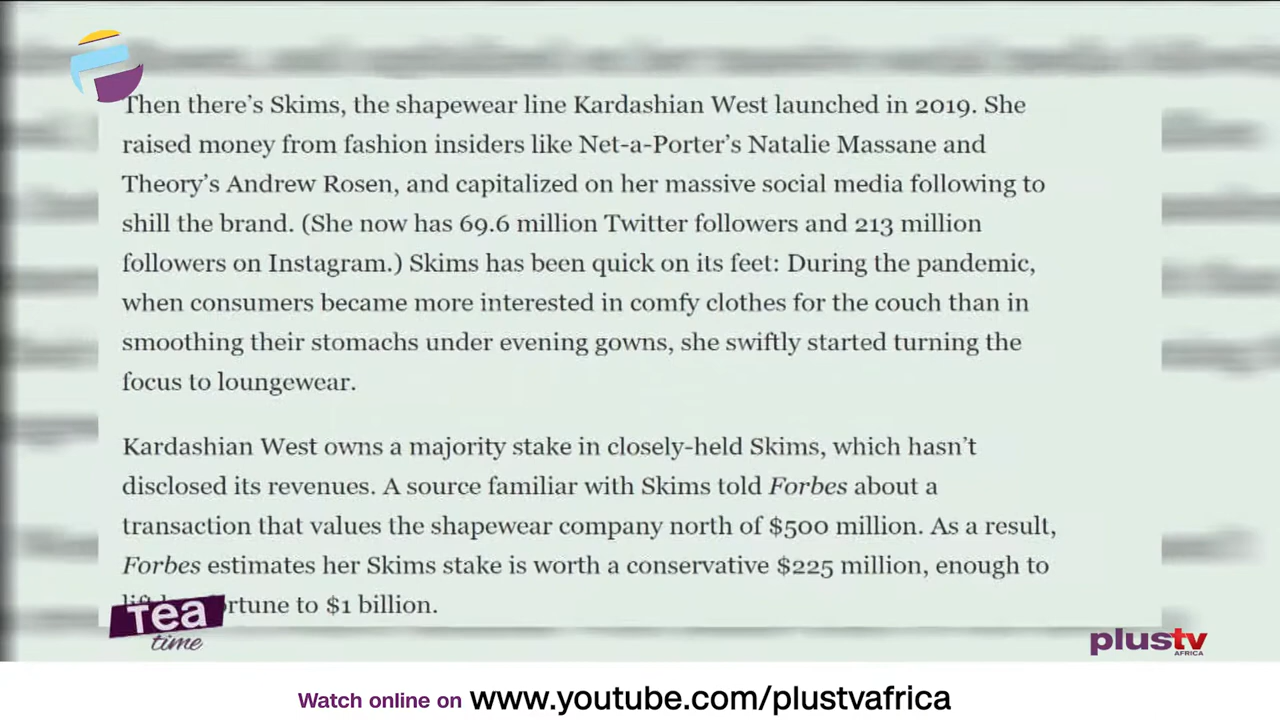 Then there's Skims, the shapewear line Kardashian West launched in 2019. She
raised money from fashion insiders like Net-a-Porter's Natalie Massane and
Theory's Andrew Rosen, and capitalized on her massive social media following to
shill the brand. (She now has 69.6 million Twitter followers and 213 million
followers on Instagram.) Skims has been quick on its feet: During the pandemic,
when consumers became more interested in comfy clothes for the couch than in
smoothing their stomachs under evening gowns, she swiftly started turning the
focus to loungewear.
Kardashian West owns a majority stake in closely-held Skims, which hasn't
disclosed its revenues. A source familiar with Skims told Forbes about a
transaction that values the shapewear company north of $500 million. As a result,
Forbes estimates her Skims stake is worth a conservative $225 million, enough to
to $1 billion.
Tea
time
plustv
AFRICA
Watch online on www.youtube.com/plustvafrica